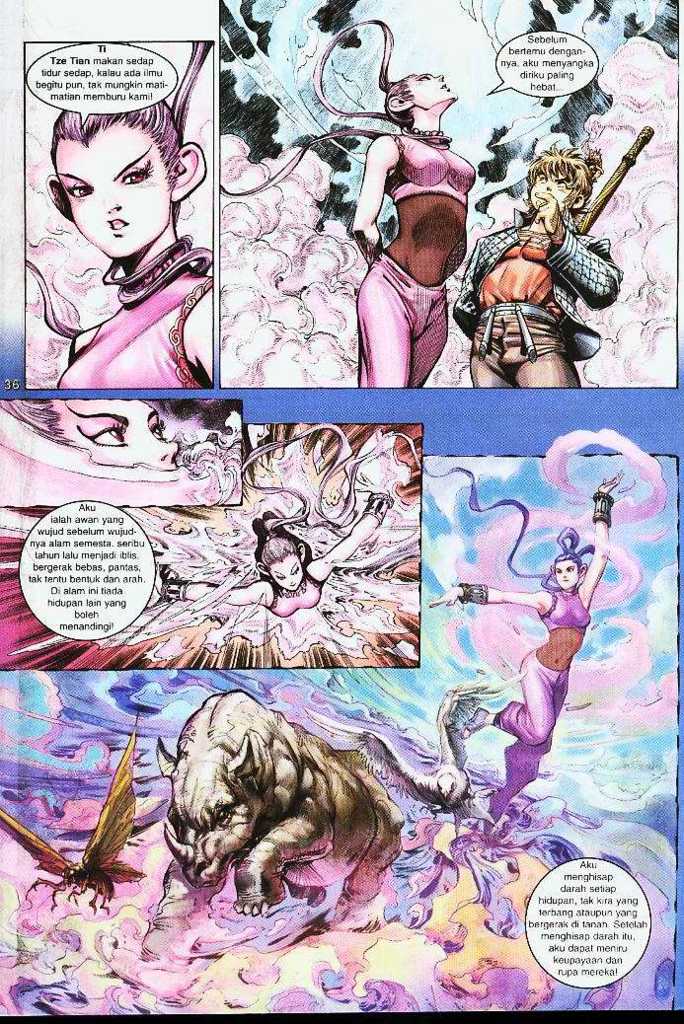 Ti
Tze Tian makan sedap
tidur sedap, kalau ada ilmu
begitu pun, tak mungkin mati-
matian memburu kami!
Sebelum
bertemu dengan-
nya, aku menyangka
diriku paling
hebat...
36
Aku
ialah awan yang
wujud sebelum wujud-
nya alam semesta. seribu
tahun lalu menjadi iblis,
bergerak bebas, pantas,
tak tentu bentuk dan arah.
Di alam ini tiada
hidupan lain yang
boleh
menandingi!
Aku
menghisap
darah setiap
hidupan, tak kira yang
terbang ataupun yang
bergerak di tanah. Setelah
menghisap darah itu,
aku dapat meniru
keupayaan dan
rupa mereka!